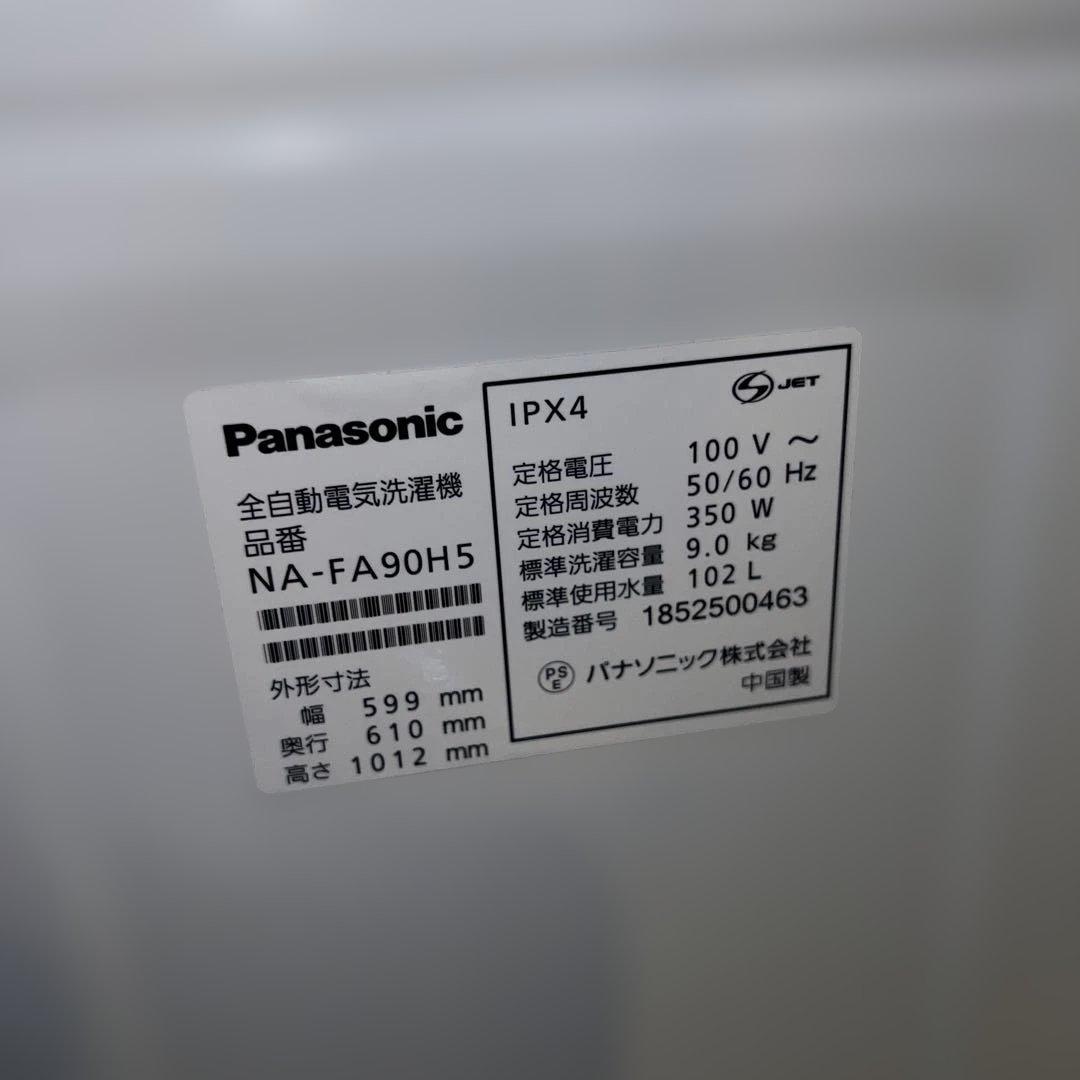 Panasonic
全自動電気洗濯機
品番
NA-FA90H5
外形寸法
幅 599 mm
奥行 610 mm
高さ 1012 mm
IPX4
S JET
定格電圧 100 V ～
定格周波数 50/60 Hz
定格消費電力 350 W
標準洗濯容量 9.0 kg
標準使用水量 102 L
製造番号 1852500463
PS
E
パナソニック株式会社
中国製